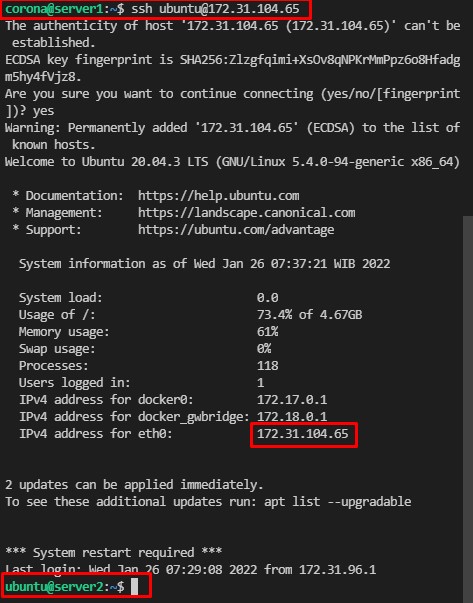 corona@server1:~$ ssh ubuntu@172.31.104.65
The authenticity of host '172.31.104.65 (172.31.104.65)' can't be
 established.
ECDSA key fingerprint is SHA256:Zlzgfqimi+XsOv8qNPKrMmPpz6o8Hfadg
m5hy4fVjz8.
Are you sure you want to continue connecting (yes/no/[fingerprint
])? yes
Warning: Permanently added '172.31.104.65' (ECDSA) to the list of
 known hosts.
Welcome to Ubuntu 20.04.3 LTS (GNU/Linux 5.4.0-94-generic x86_64)

 * Documentation:  https://help.ubuntu.com
 * Management:     https://landscape.canonical.com
 * Support:        https://ubuntu.com/advantage

  System information as of Wed Jan 26 07:37:21 WIB 2022

  System load:                      0.0
  Usage of /:                       73.4% of 4.67GB
  Memory usage:                     61%
  Swap usage:                       0%
  Processes:                        118
  Users logged in:                  1
  IPv4 address for docker0:         172.17.0.1
  IPv4 address for docker_gwbridge: 172.18.0.1
  IPv4 address for eth0:            172.31.104.65

2 updates can be applied immediately.
To see these additional updates run: apt list --upgradable

*** System restart required ***
Last login: Wed Jan 26 07:29:08 2022 from 172.31.96.1
ubuntu@server2:~$